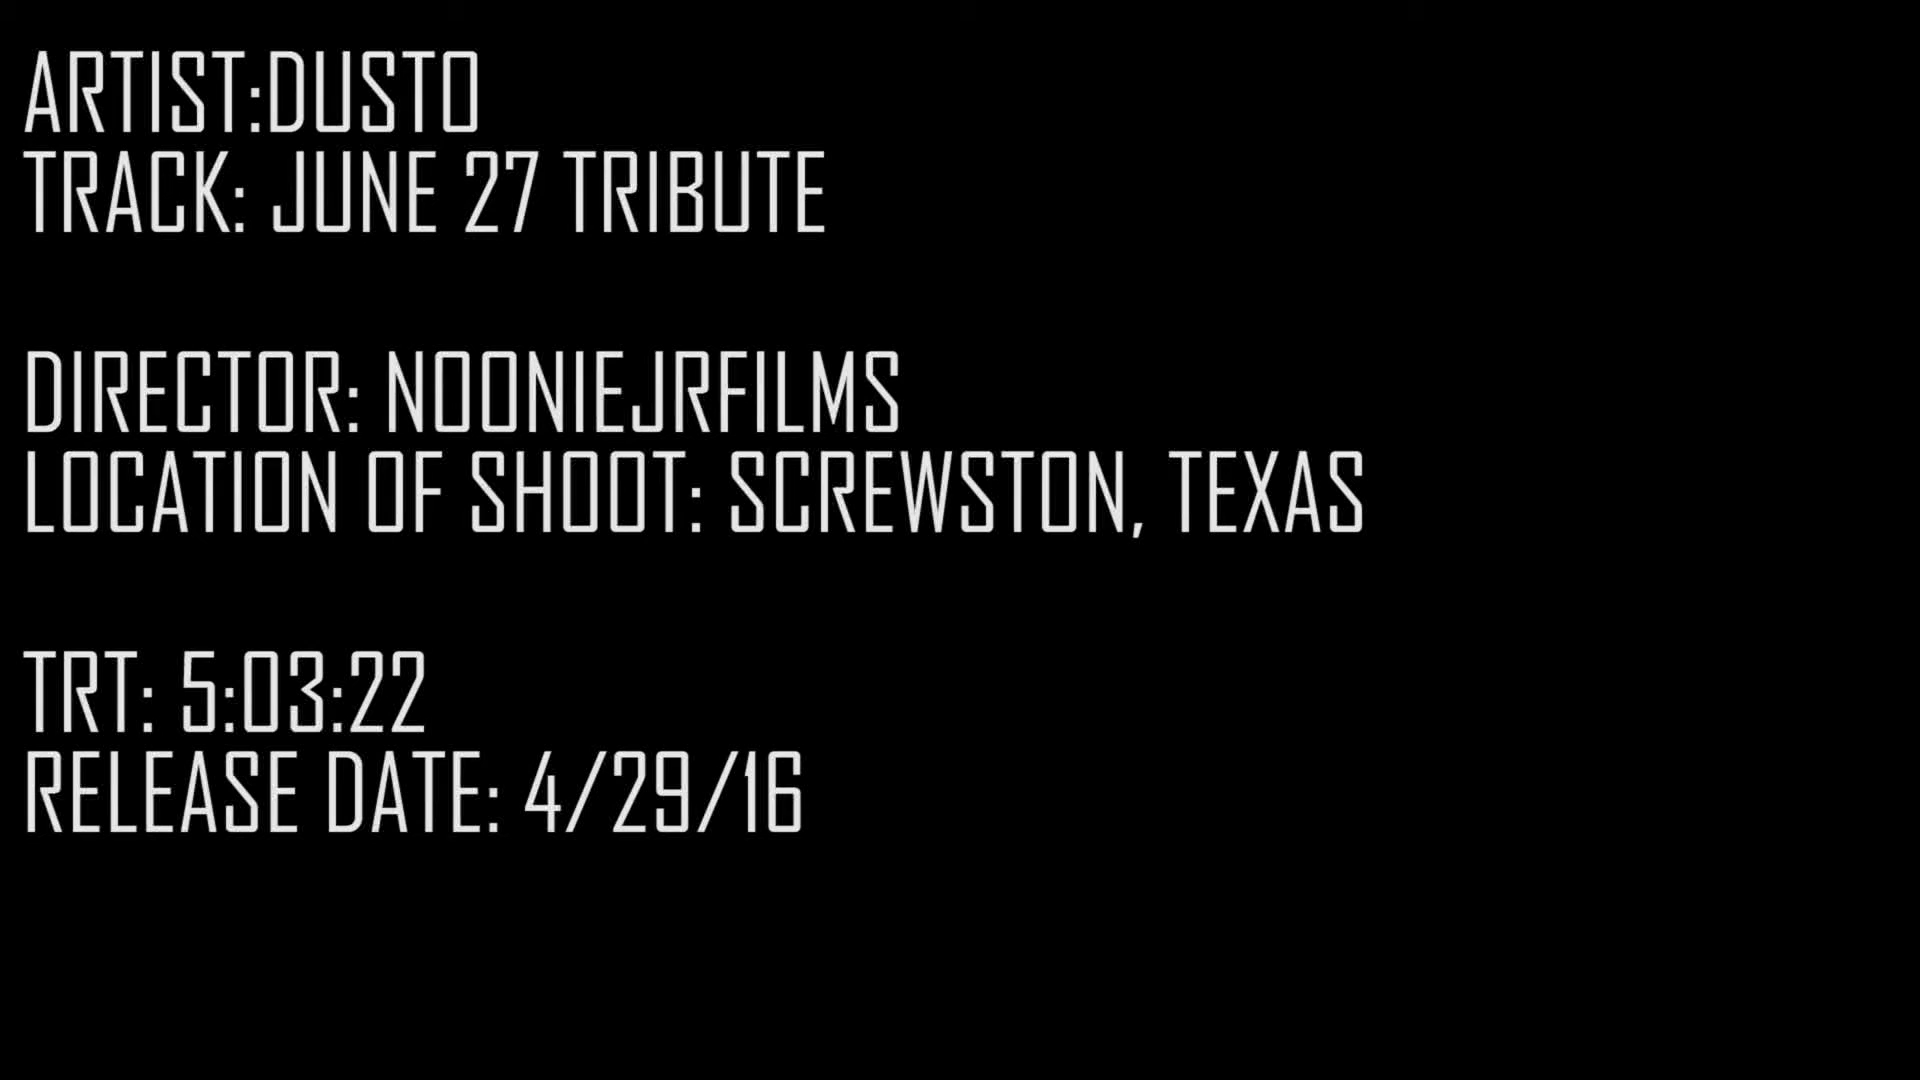 ARTIST:DUSTO
TRACK: JUNE 27 TRIBUTE
DIRECTOR: NOONIEJRFILMS
LOCATION OF SHOOT: SCREWSTON, TEXAS
TRT: 5:03:22
RELEASE DATE: 4/29/16